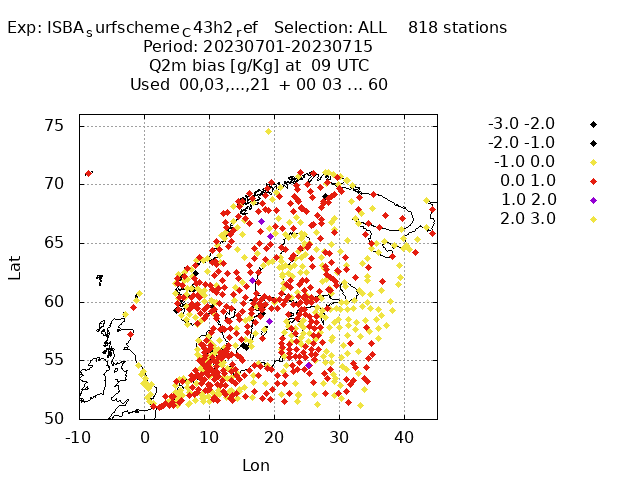 Exp: ISBAsurfschemeC43h2ref   Selection: ALL    818 stations
Period: 20230701-20230715
Q2m bias [g/Kg] at  09 UTC
Used  00,03,...,21  + 00 03 ... 60
-3.0 -2.0
-2.0 -1.0
-1.0 0.0
0.0 1.0
1.0 2.0
2.0 3.0
75
70
65
60
55
50
Lat
-10 0 10 20 30 40
Lon